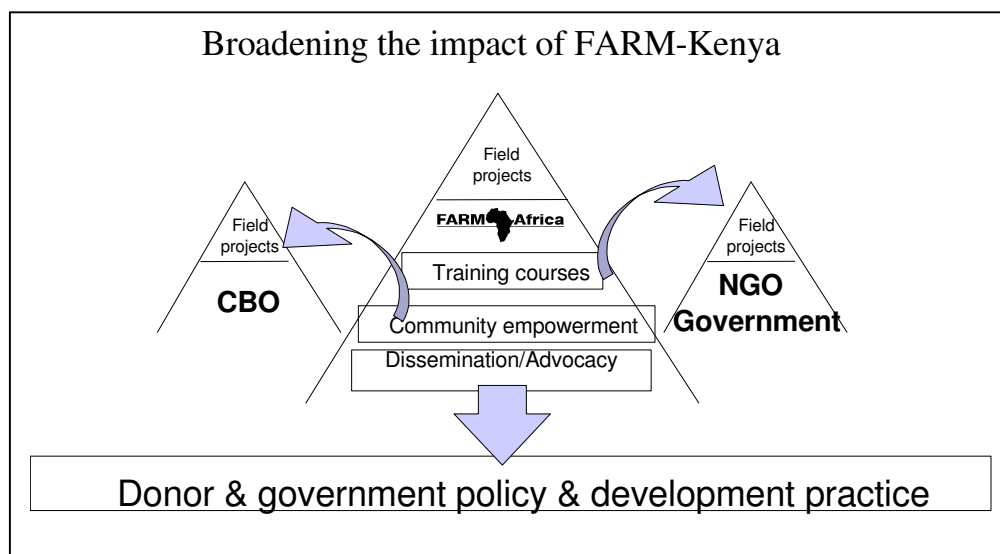 Broadening the impact of FARM-Kenya
Field
projects
FARM Africa
Training courses
Community empowerment
Dissemination/Advocacy
Field
projects
CBO
Field
projects
NGO
Government
Donor & government policy & development practice